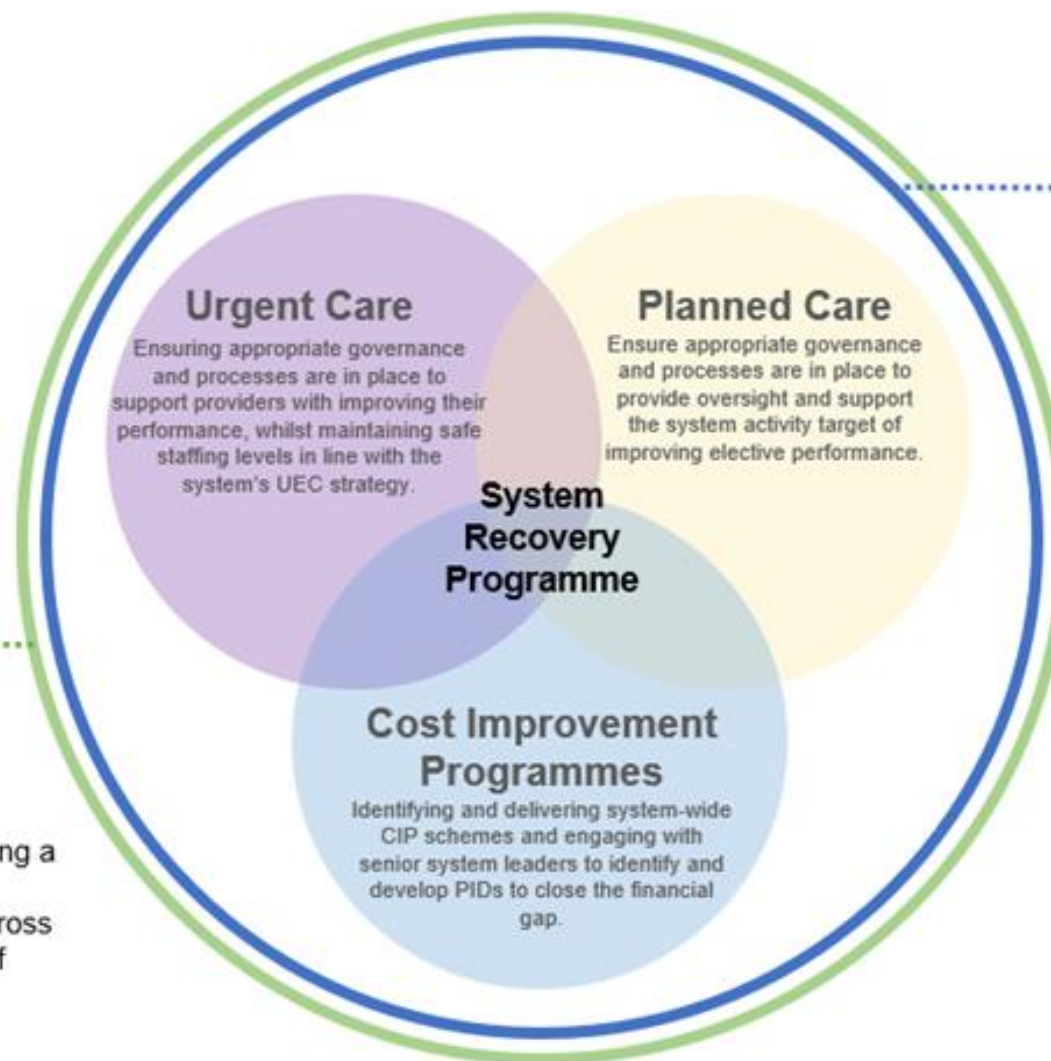 Urgent Care
Ensuring appropriate governance
and processes are in place to
support providers with improving their
performance, whilst maintaining safe
staffing levels in line with the
system's UEC strategy.
Planned Care
Ensure appropriate governance
and processes are in place to
provide oversight and support
the system activity target of
improving elective performance.
System
Recovery
Programme
Cost Improvement
Programmes
Identifying and delivering system-wide
CIP schemes and engaging with
senior system leaders to identify and
develop PIDs to close the financial
gap.
a